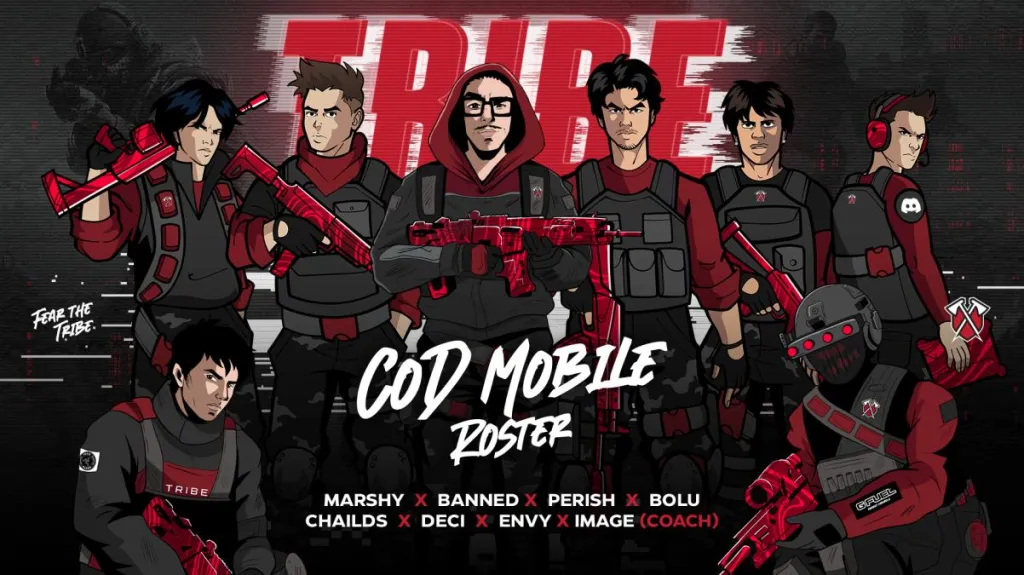 TRIBE
FEAR THE
TRIBE.
COD MOBILE
ROSTER
TRIBE
G FUEL
MARSHY X BANNED X PERISH X BOLU
CHAILDS X DECI X ENVY X IMAGE (COACH)